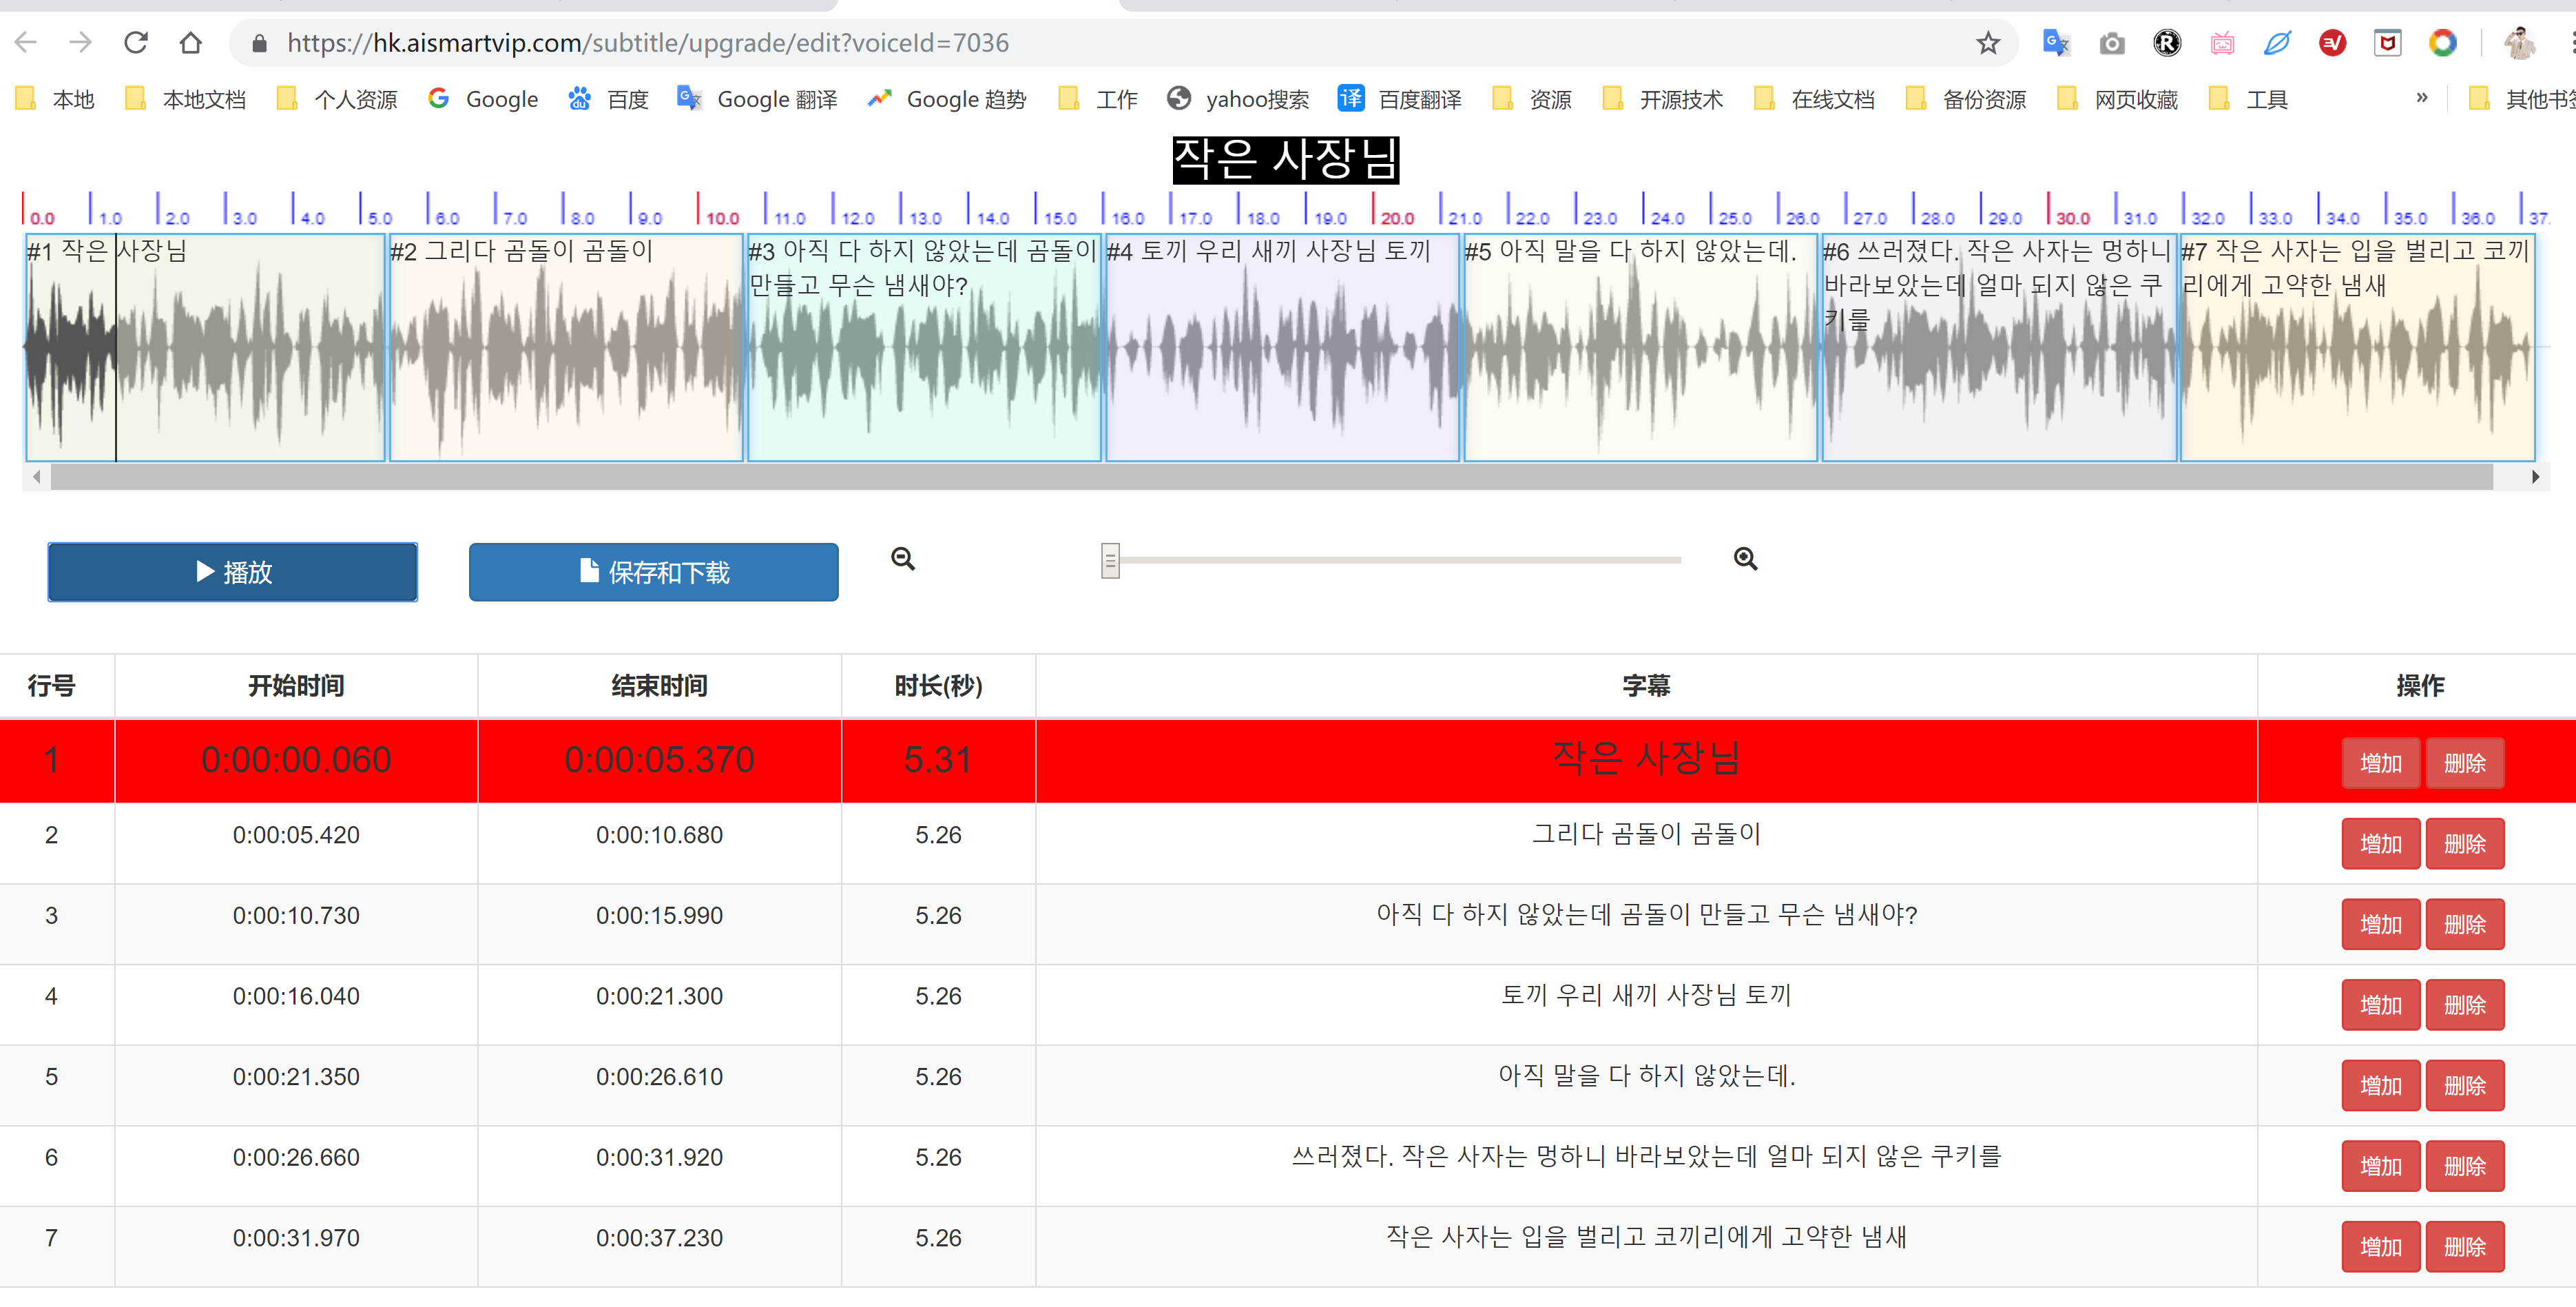 https://hk.aismartvip.com/subtitle/upgrade/edit?voiceId=7036
本地 本地文档 个人资源 Google 百度 Google 翻译 Google 趋势 工作 yahoo搜索 百度翻译 资源 开源技术 在线文档 备份资源 网页收藏 工具 » 其他书签
작은 사장님
0.0 1.0 2.0 3.0 4.0 5.0 6.0 7.0 8.0 9.0 10.0 11.0 12.0 13.0 14.0 15.0 16.0 17.0 18.0 19.0 20.0 21.0 22.0 23.0 24.0 25.0 26.0 27.0 28.0 29.0 30.0 31.0 32.0 33.0 34.0 35.0 36.0 37.
#1 작은 사장님
#2 그리다 곰돌이 곰돌이
#3 아직 다 하지 않았는데 곰돌이
만들고 무슨 냄새야?
#4 토끼 우리 새끼 사장님 토끼
#5 아직 말을 다 하지 않았는데.
#6 쓰러졌다. 작은 사자는 멍하니
바라보았는데 얼마 되지 않은 쿠
키를
#7 작은 사자는 입을 벌리고 코끼
리에게 고약한 냄새
播放 保存和下载
行号 开始时间 结束时间 时长(秒) 字幕 操作
1 0:00:00.060 0:00:05.370 5.31 작은 사장님 增加 删除
2 0:00:05.420 0:00:10.680 5.26 그리다 곰돌이 곰돌이 增加 删除
3 0:00:10.730 0:00:15.990 5.26 아직 다 하지 않았는데 곰돌이 만들고 무슨 냄새야? 增加 删除
4 0:00:16.040 0:00:21.300 5.26 토끼 우리 새끼 사장님 토끼 增加 删除
5 0:00:21.350 0:00:26.610 5.26 아직 말을 다 하지 않았는데. 增加 删除
6 0:00:26.660 0:00:31.920 5.26 쓰러졌다. 작은 사자는 멍하니 바라보았는데 얼마 되지 않은 쿠키를 增加 删除
7 0:00:31.970 0:00:37.230 5.26 작은 사자는 입을 벌리고 코끼리에게 고약한 냄새 增加 删除